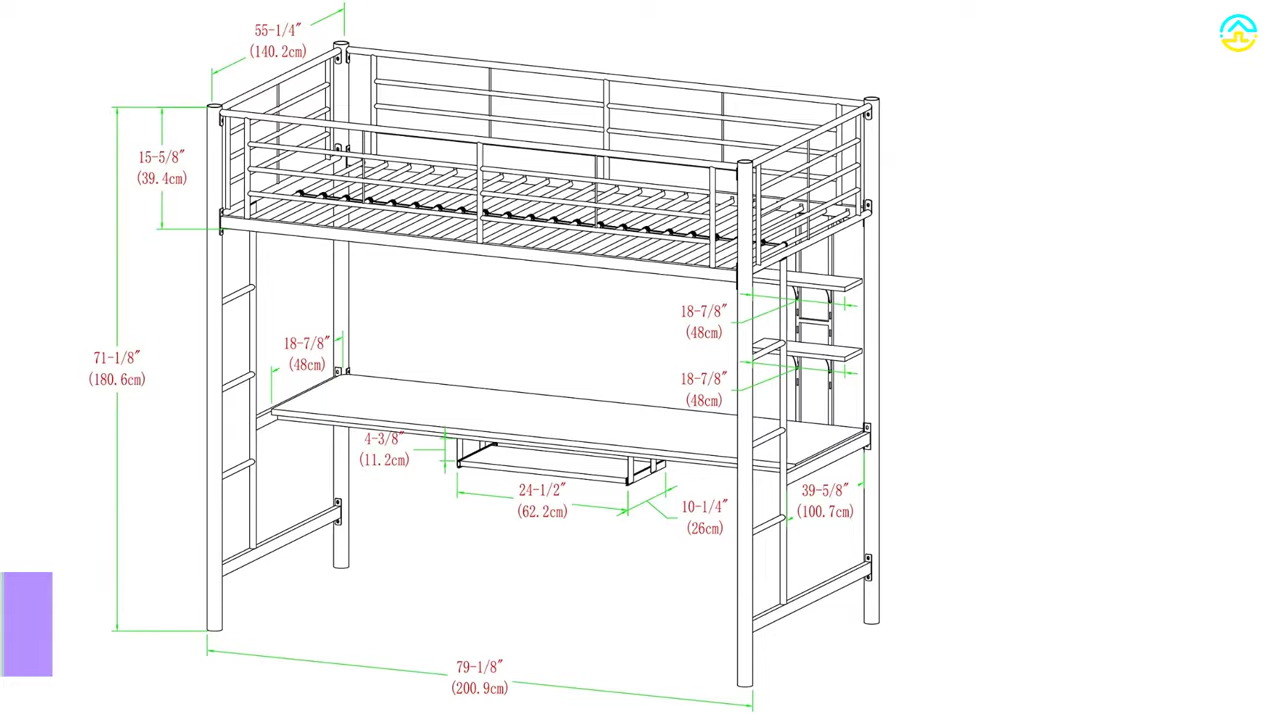 55-1/4"
(140.2cm)
15-5/8"
(39.4cm)
71-1/8"
(180.6cm)
18-7/8"
(48cm)
18-7/8"
(48cm)
18-7/8"
(48cm)
4-3/8"
(11.2cm)
24-1/2"
(62.2cm)
10-1/4"
(26cm)
39-5/8"
(100.7cm)
79-1/8"
(200.9cm)